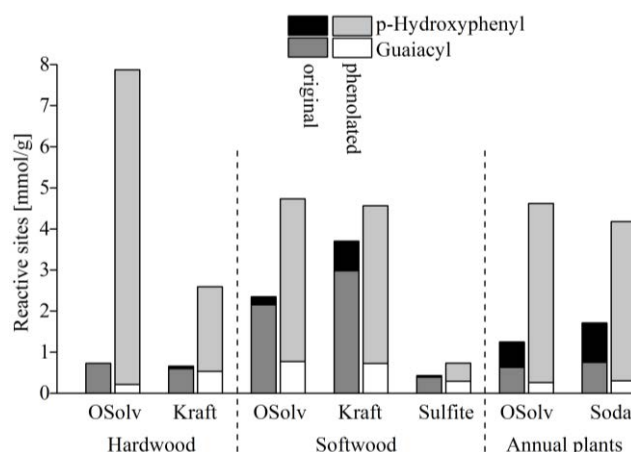 p-Hydroxyphenyl
Guaiacyl
original
phenolated
Reactive sites [mmol/g]
8
7
6
5
4
3
2
1
0
OSolv Kraft OSolv Kraft Sulfite OSolv Soda
Hardwood Softwood Annual plants